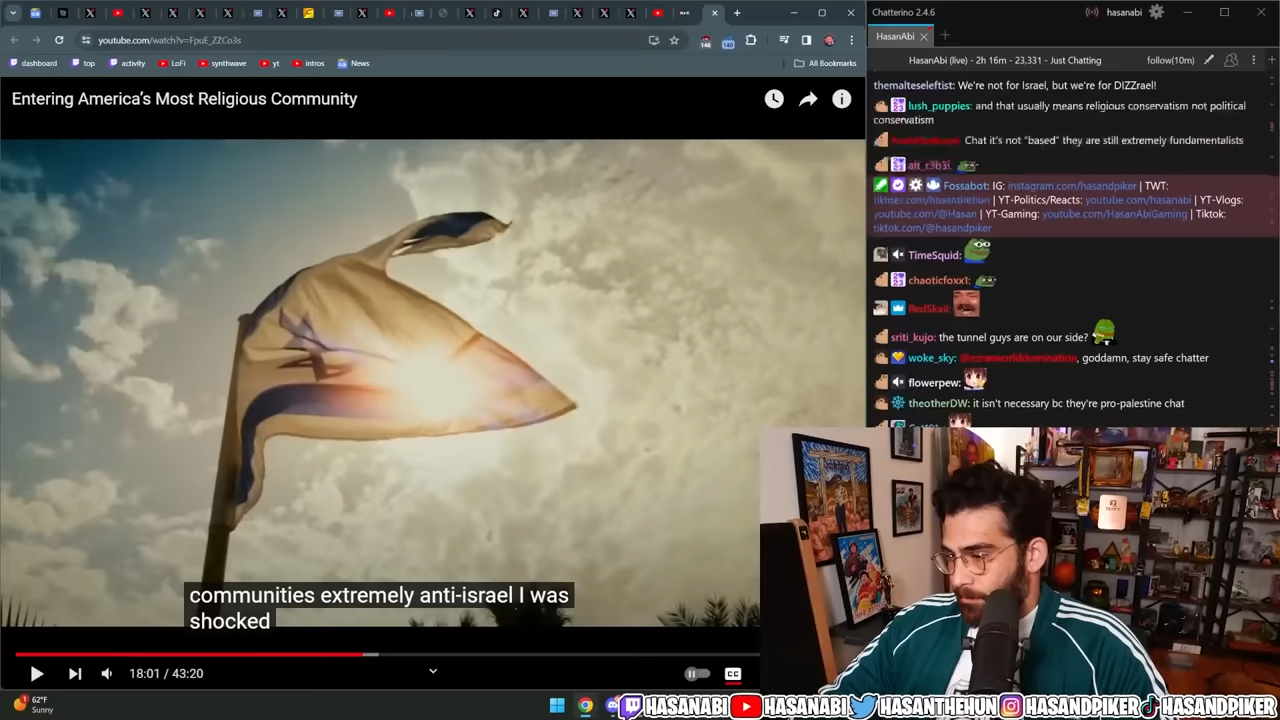 youtube.com/watch?v=FpuE_ZZCo3s
148
140
dashboard
top
activity
LoFi
synthwave
yt
intros
News
All Bookmarks
Entering America's Most Religious Community
communities extremely anti-israel I was
shocked
18:01 / 43:20
CC
62°F
Sunny
Chatterino 2.4.6
hasanabi
HasanAbi
HasanAbi (live) - 2h 16m - 23,331 - Just Chatting
follow(10m)
themalteseleftist: We're not for Israel, but we're for DIZZrael!
lush_puppies: and that usually means religious conservatism not political
conservatism
Chat it's not "based" they are still extremely fundamentalists
Fossabot: IG: instagram.com/hasandpiker | TWT:
| YT-Politics/Reacts: youtube.com/hasanabi | YT-Vlogs:
youtube.com/@Hasan | YT-Gaming: youtube.com/HasanAbiGaming | Tiktok:
tiktok.com/@hasandpiker
TimeSquid:
chaoticfoxx1:
RedSkail:
sriti_kujo: the tunnel guys are on our side?
woke_sky: , goddamn, stay safe chatter
flowerpew:
theotherDW: it isn't necessary bc they're pro-palestine chat
HASANABI HASANABI HASANTHEHUN HASANDPIKER HASANDPIKER